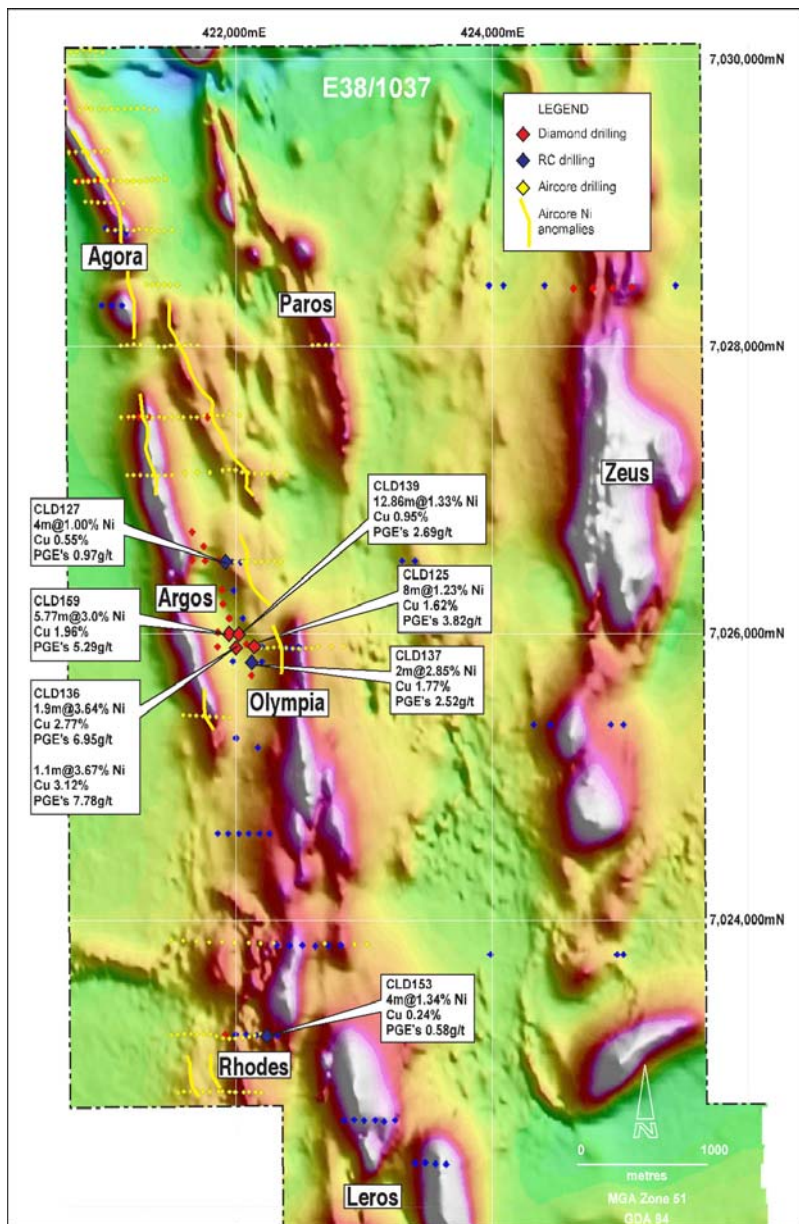 422,000mE
424,000mE
7,030,000mN
E38/1037
LEGEND
Diamond drilling
RC drilling
Aircore drilling
Aircore Ni
anomalies
Agora
Paros
7,028,000mN
Zeus
CLD139
12.86m@1.33% Ni
Cu 0.95%
PGE's 2.69g/t
CLD127
4m@1.00% Ni
Cu 0.55%
PGE's 0.97g/t
CLD125
8m@1.23% Ni
Cu 1.62%
PGE's 3.82g/t
Argos
CLD159
5.77m@3.0% Ni
Cu 1.96%
PGE's 5.29g/t
7,026,000mN
CLD137
2m@2.85% Ni
Cu 1.77%
PGE's 2.52g/t
Olympia
CLD136
1.9m@3.64% Ni
Cu 2.77%
PGE's 6.95g/t
1.1m@3.67% Ni
Cu 3.12%
PGE's 7.78g/t
7,024,000mN
CLD153
4m@1.34% Ni
Cu 0.24%
PGE's 0.58g/t
Rhodes
N
0 1000
metres
MGA Zone 51
GDA 84
Leros